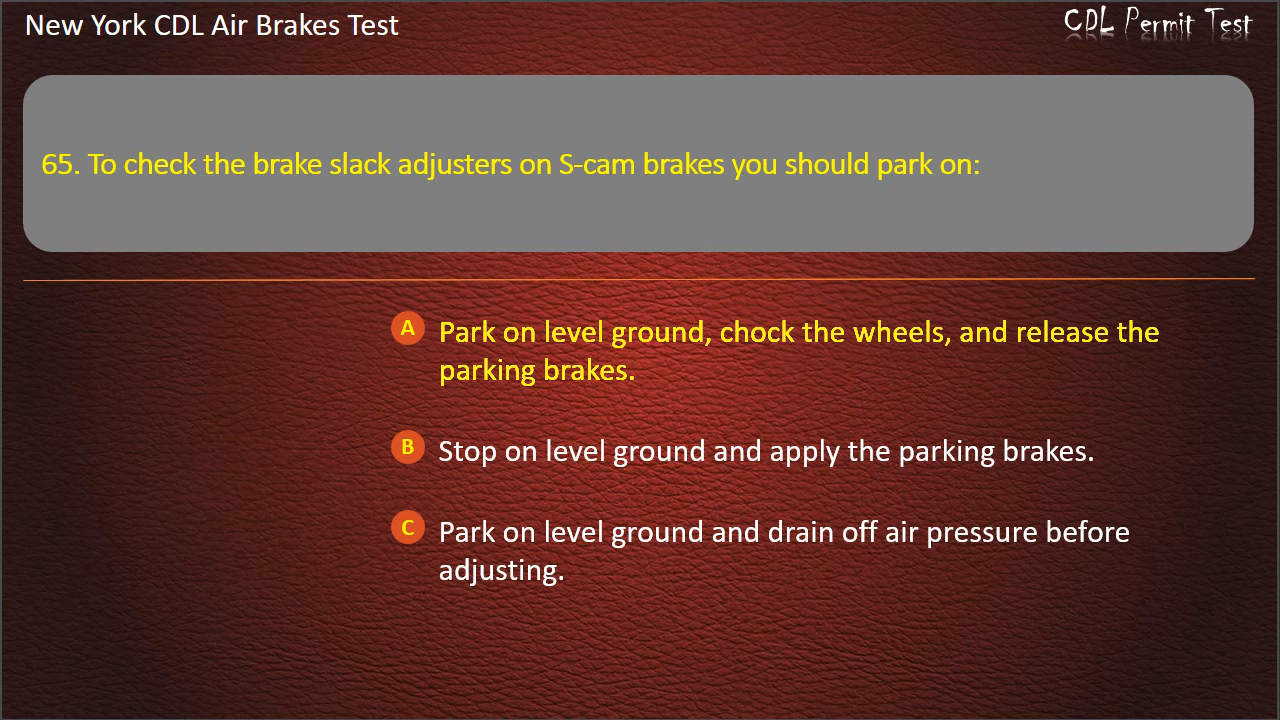 New York CDL Air Brakes Test
CDL Permit Test
65. To check the brake slack adjusters on S-cam brakes you should park on:
A Park on level ground, chock the wheels, and release the
parking brakes.
B Stop on level ground and apply the parking brakes.
C Park on level ground and drain off air pressure before
adjusting.